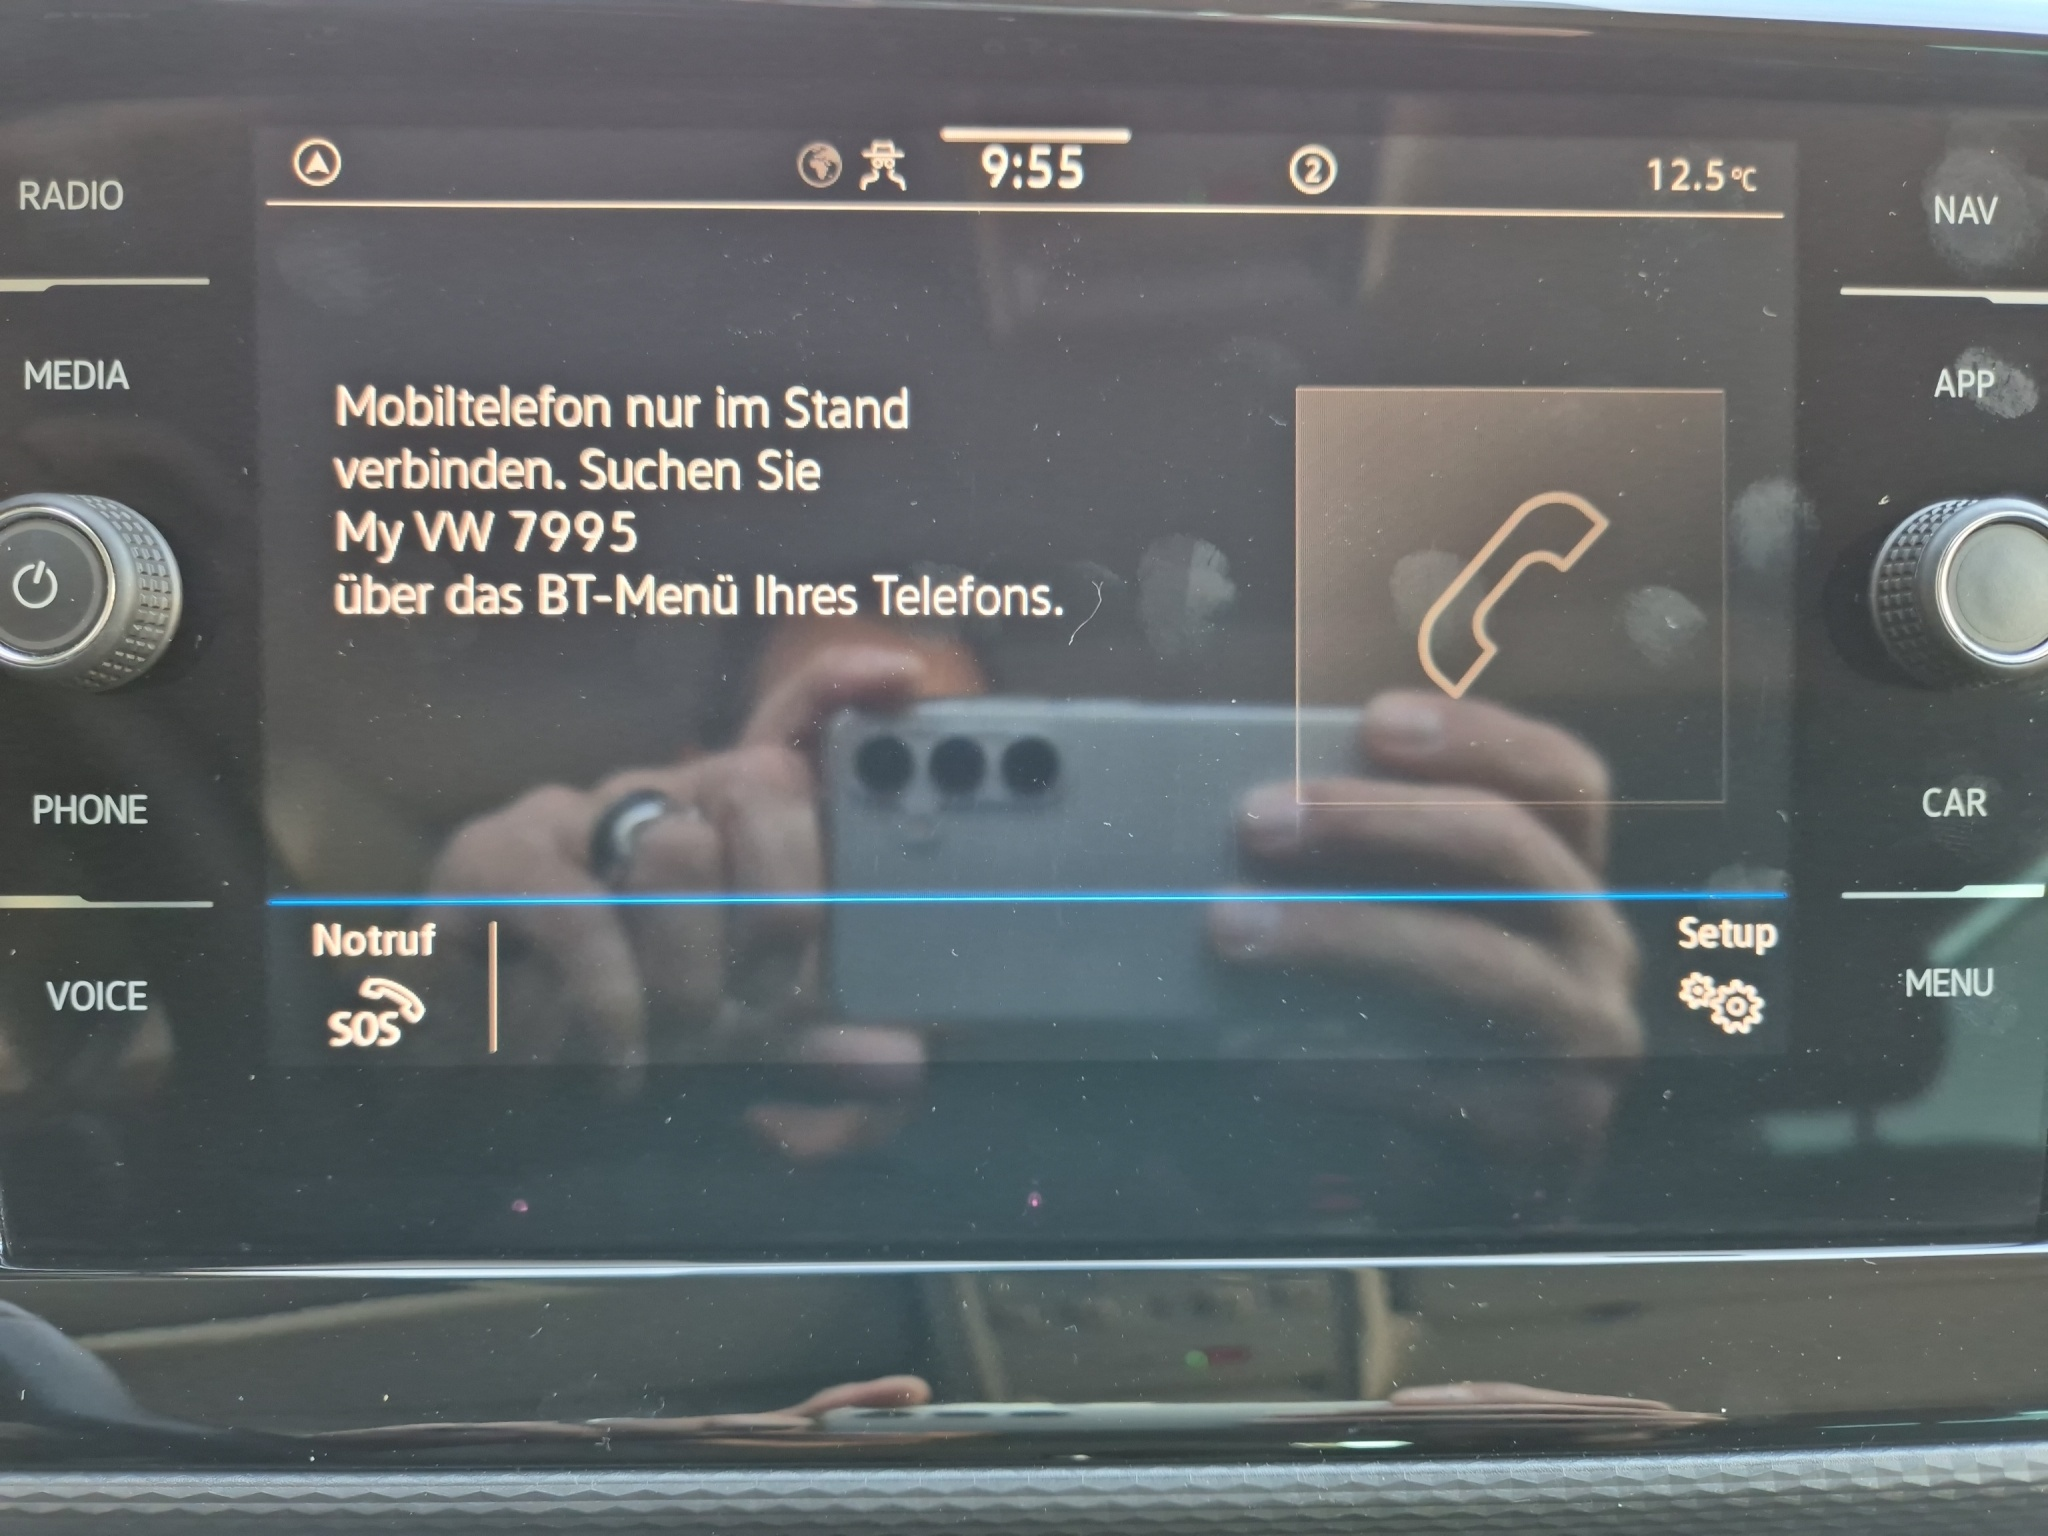 RADIO
MEDIA
PHONE
VOICE
9:55
2
12.5°C
Mobiltelefon nur im Stand
verbinden. Suchen Sie
My VW 7995
über das BT-Menü Ihres Telefons.
Notruf
SOS
Setup
NAV
APP
CAR
MENU